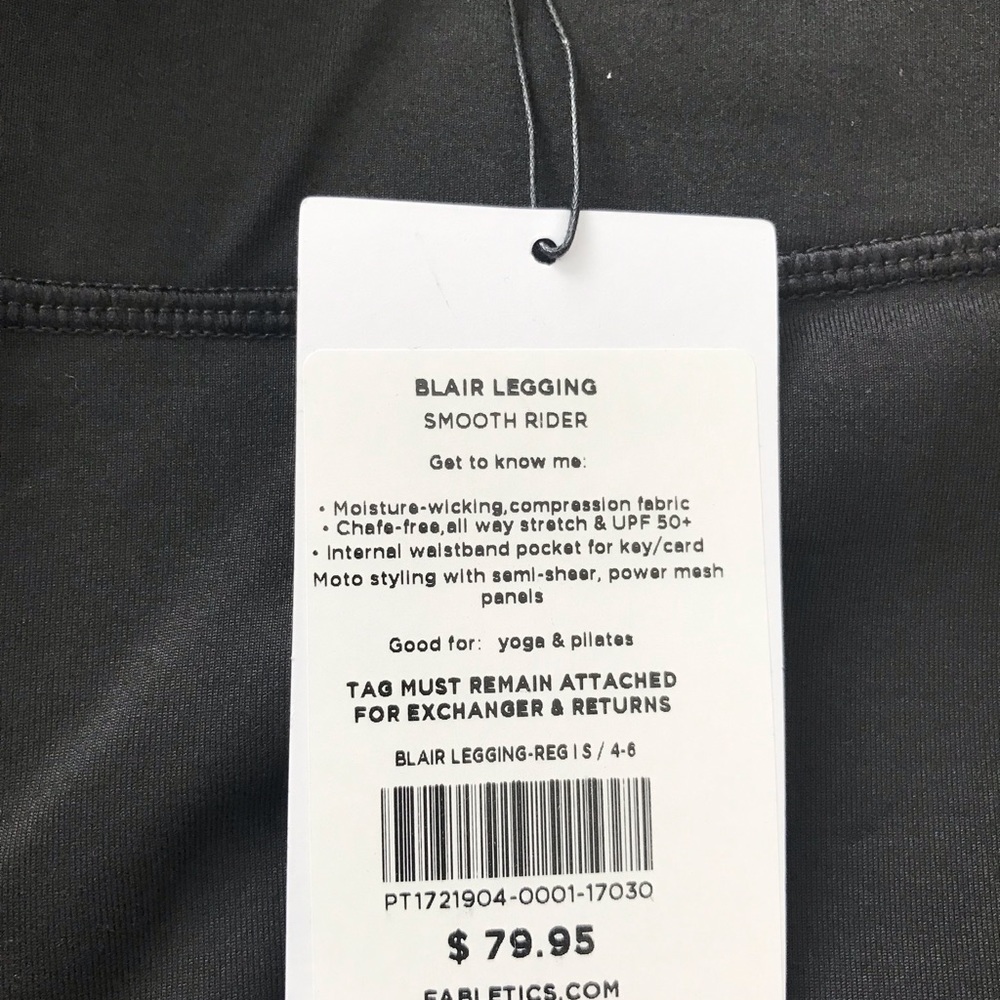 BLAIR LEGGING
SMOOTH RIDER
Get to know me:
• Moisture-wicking,compression fabric
• Chafe-free,all way stretch & UPF 50+
• Internal waistband pocket for key/card
Moto styling with semi-sheer, power mesh
panels
Good for: yoga & pilates
TAG MUST REMAIN ATTACHED
FOR EXCHANGER & RETURNS
BLAIR LEGGING-REG | S / 4-6
PT1721904-0001-17030
$ 79.95
FABLETICS.COM